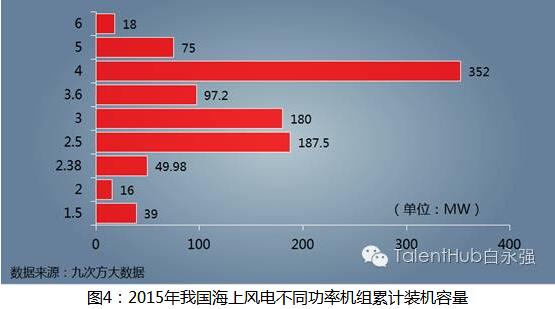 6 18
5 75
4 352
3.6 97.2
3 180
2.5 187.5
2.38 49.98
2 16
1.5 39
（单位：MW）
0 100 200 300 400
TalentHub白永强
数据来源：九次方大数据
图4：2015年我国海上风电不同功率机组累计装机容量